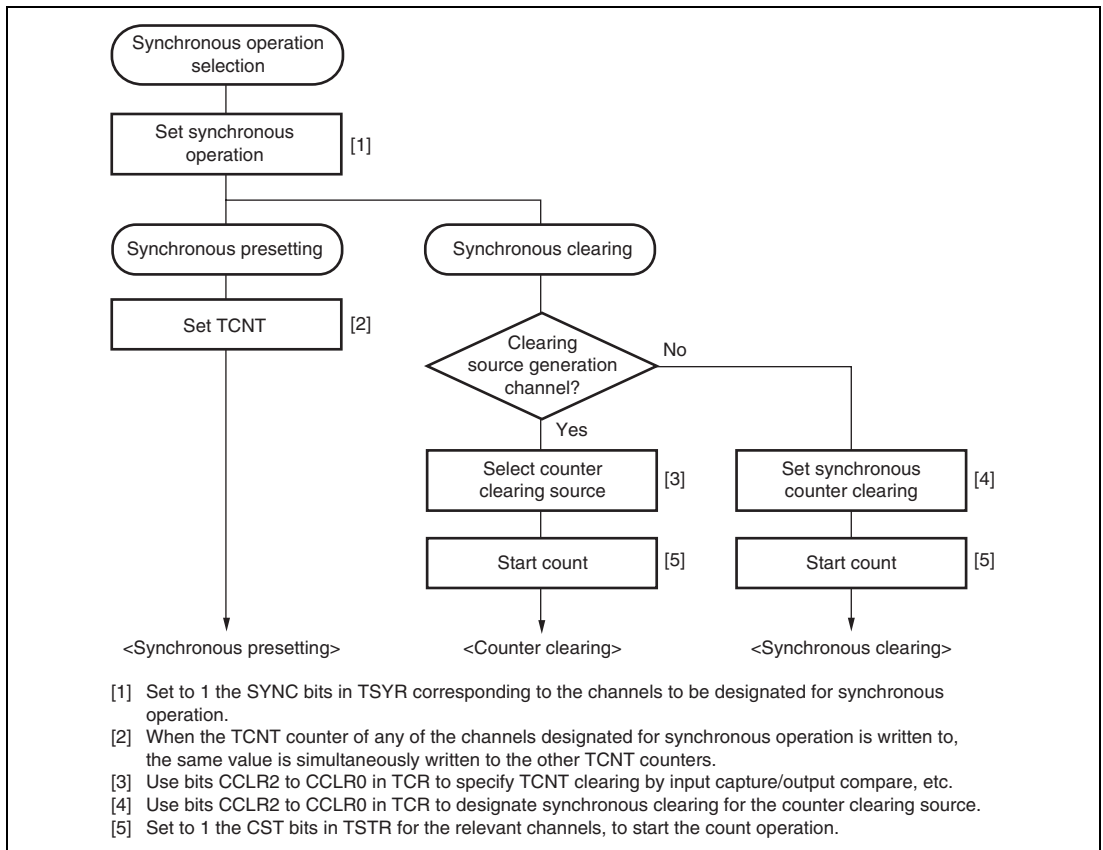 Synchronous operation
selection
Set synchronous
operation
[1]
Synchronous presetting
Synchronous clearing
Set TCNT
[2]
Clearing
source generation
channel?
No
Yes
Select counter
clearing source
[3]
Set synchronous
counter clearing
[4]
Start count
[5]
Start count
[5]
<Synchronous presetting>
<Counter clearing>
<Synchronous clearing>
[1] Set to 1 the SYNC bits in TSYR corresponding to the channels to be designated for synchronous
operation.
[2] When the TCNT counter of any of the channels designated for synchronous operation is written to,
the same value is simultaneously written to the other TCNT counters.
[3] Use bits CCLR2 to CCLR0 in TCR to specify TCNT clearing by input capture/output compare, etc.
[4] Use bits CCLR2 to CCLR0 in TCR to designate synchronous clearing for the counter clearing source.
[5] Set to 1 the CST bits in TSTR for the relevant channels, to start the count operation.